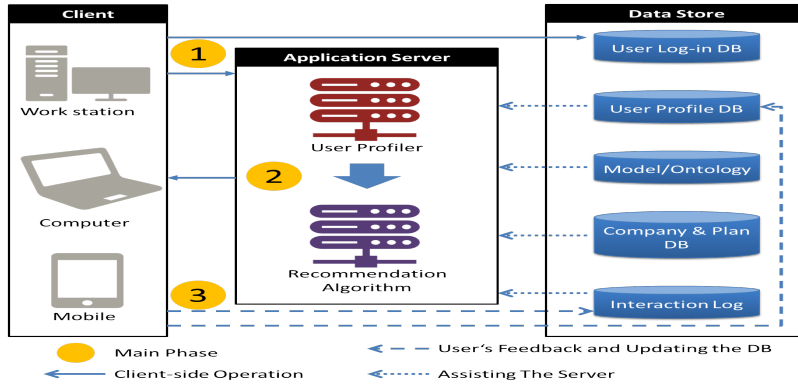 Client
Data Store
1
User Log-in DB
Application Server
Work station
User Profile DB
User Profiler
2
Model/Ontology
Computer
Company & Plan
DB
Recommendation
Algorithm
3
Interaction Log
Mobile
Main Phase
User's Feedback and Updating the DB
Client-side Operation
Assisting The Server